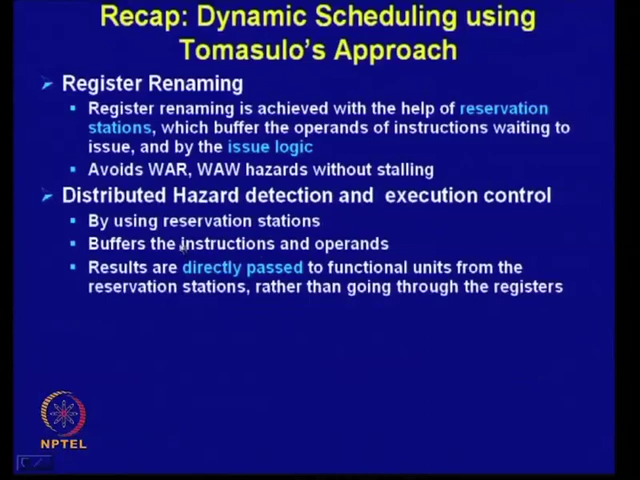 Recap: Dynamic Scheduling using
Tomasulo's Approach
Register Renaming
Register renaming is achieved with the help of reservation
stations, which buffer the operands of instructions waiting to
issue, and by the issue logic
Avoids WAR, WAW hazards without stalling
Distributed Hazard detection and execution control
By using reservation stations
Buffers the instructions and operands
Results are directly passed to functional units from the
reservation stations, rather than going through the registers
NPTEL